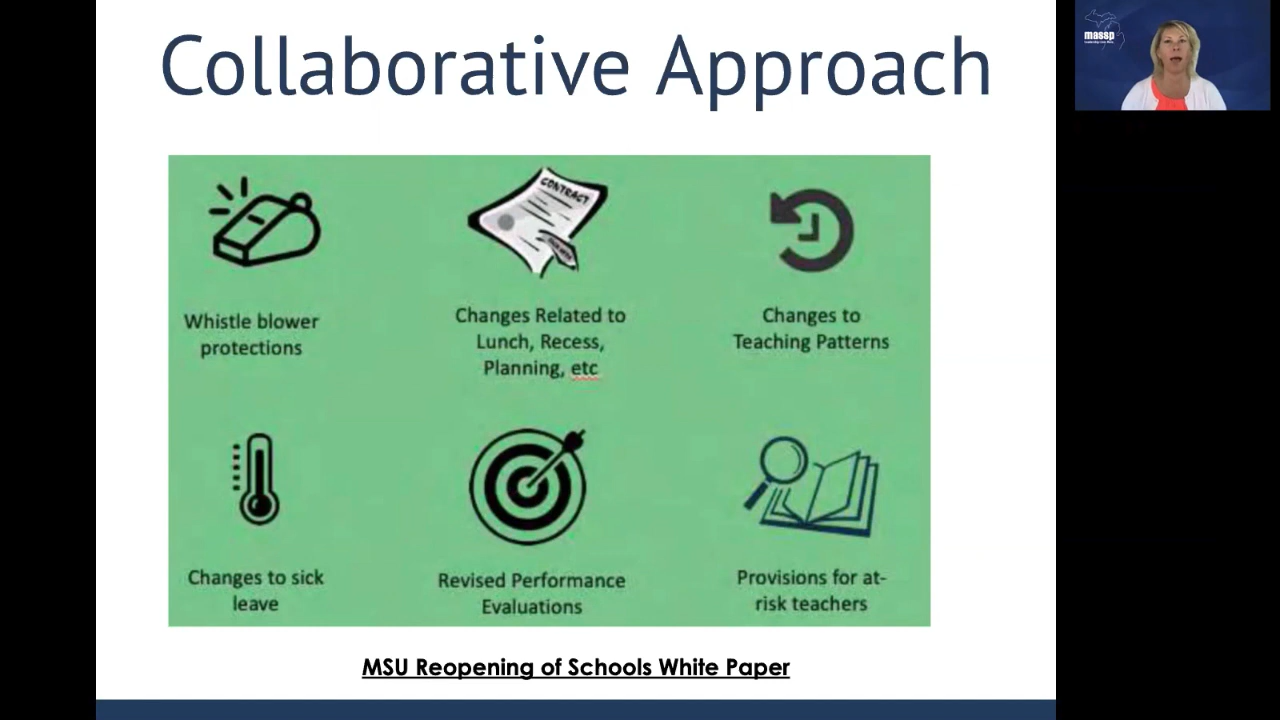 Collaborative Approach
massp
CONTRACT
Whistle blower
protections
Changes Related to
Lunch, Recess,
Planning, etc
Changes to
Teaching Patterns
Changes to sick
leave
Revised Performance
Evaluations
Provisions for at-
risk teachers
MSU Reopening of Schools White Paper